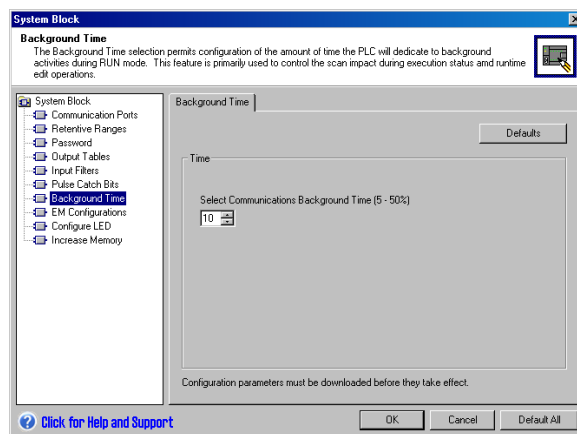 System Block
Background Time
The Background Time selection permits configuration of the amount of time the PLC will dedicate to background
activities during RUN mode. This feature is primarily used to control the scan impact during execution status amd runtime
edit operations.
System Block
Communication Ports
Retentive Ranges
Password
Output Tables
Input Filters
Pulse Catch Bits
Background Time
EM Configurations
Configure LED
Increase Memory
Background Time
Defaults
Time
Select Communications Background Time (5 - 50%)
10
Configuration parameters must be downloaded before they take effect.
Click for Help and Support
OK
Cancel
Default All